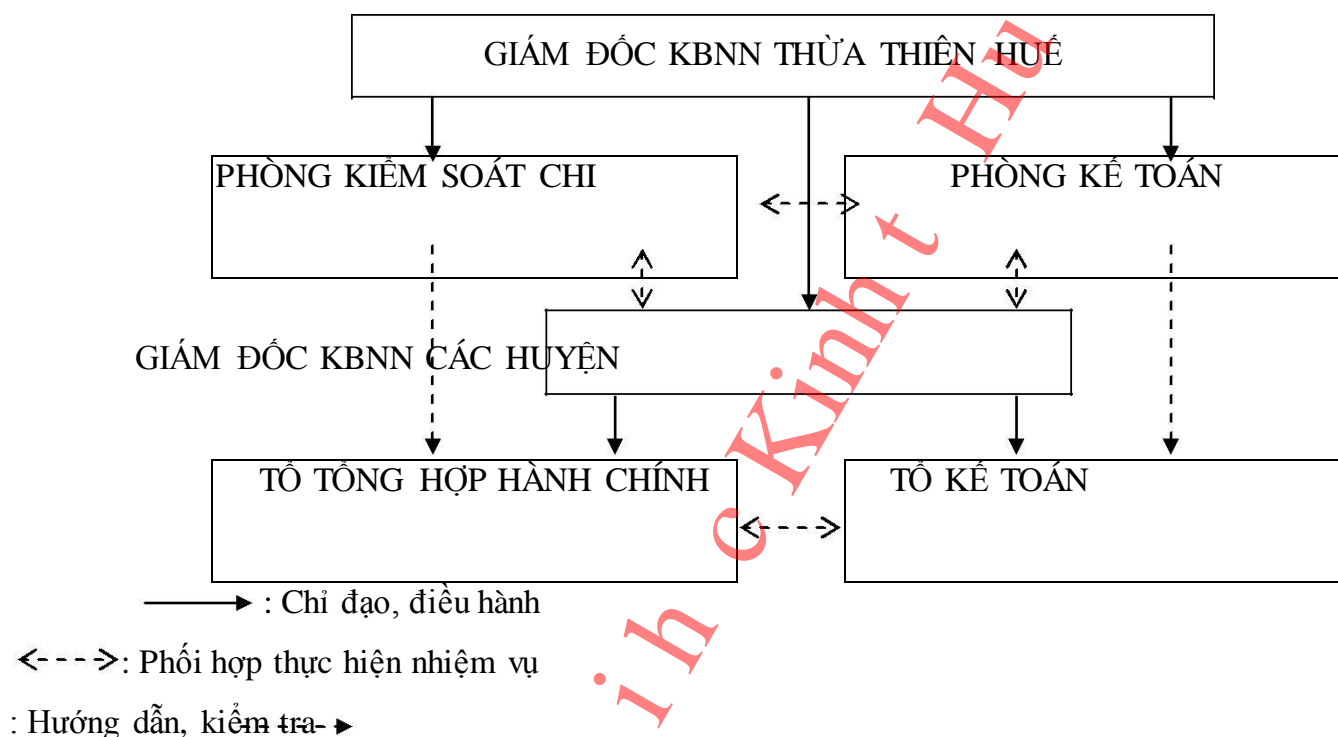 GIÁM ĐỐC KBNN THỪA THIÊN HUẾ
PHÒNG KIỂM SOÁT CHI
PHÒNG KẾ TOÁN
GIÁM ĐỐC KBNN CÁC HUYỆN
TỔ TỔNG HỢP HÀNH CHÍNH
TỔ KẾ TOÁN
: Chỉ đạo, điều hành
: Phối hợp thực hiện nhiệm vụ
: Hướng dẫn, kiểm tra
i h c Kinh t Hu